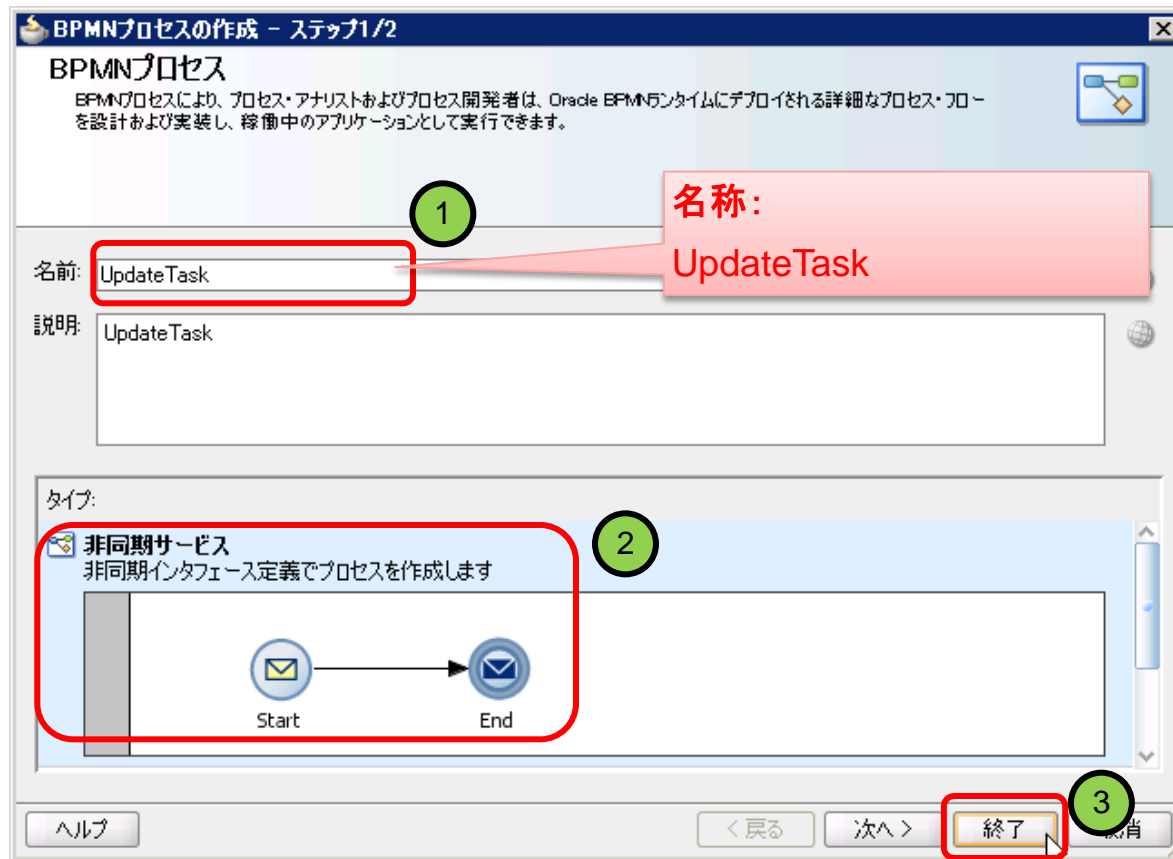 BPMNプロセスの作成 - ステップ1/2
BPMNプロセス
BPMNプロセスにより、プロセス・アナリストおよびプロセス開発者は、Oracle BPMNランタイムにデプロイされる詳細なプロセス・フロー
を設計および実装し、稼働中のアプリケーションとして実行できます。
1
名称：
UpdateTask
名前: UpdateTask
説明: UpdateTask
タイプ:
非同期サービス
2
非同期インタフェース定義でプロセスを作成します
Start End
3
ヘルプ < 戻る 次へ > 終了 消